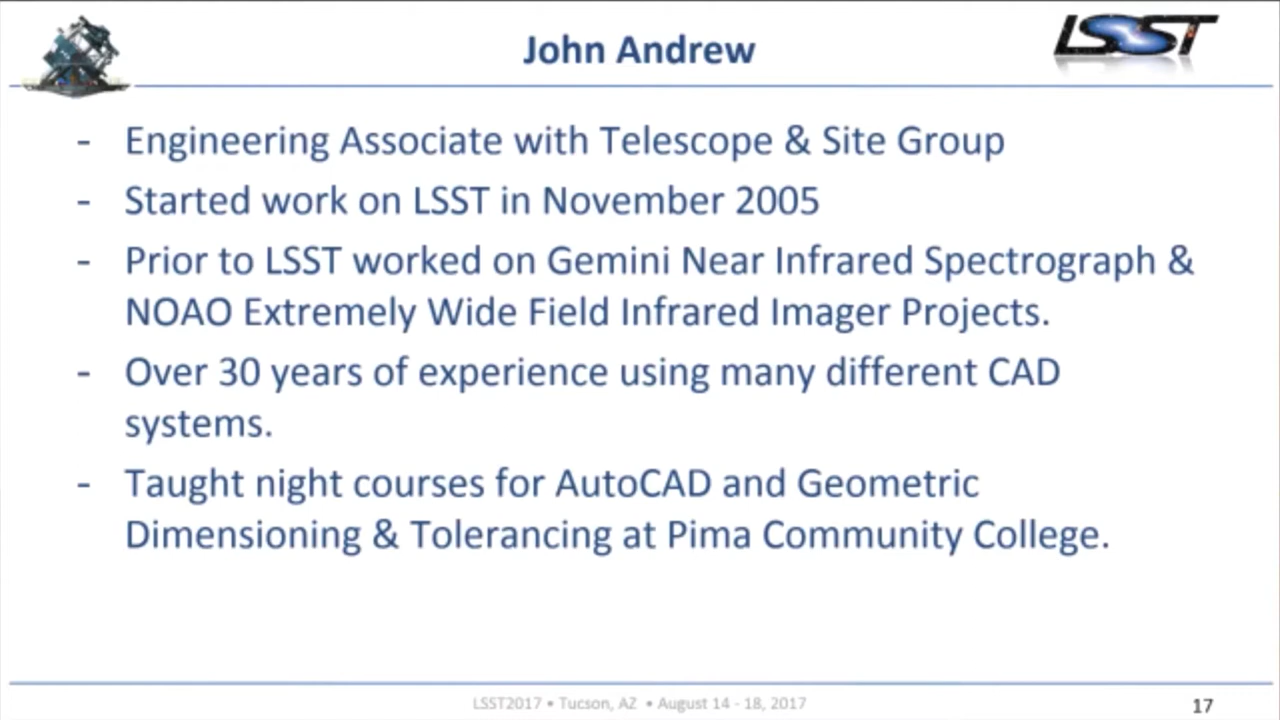 John Andrew
LSST
- Engineering Associate with Telescope & Site Group
- Started work on LSST in November 2005
- Prior to LSST worked on Gemini Near Infrared Spectrograph &
NOAO Extremely Wide Field Infrared Imager Projects.
- Over 30 years of experience using many different CAD
systems.
- Taught night courses for AutoCAD and Geometric
Dimensioning & Tolerancing at Pima Community College.
LSST2017 • Tucson, AZ • August 14 - 18, 2017
17